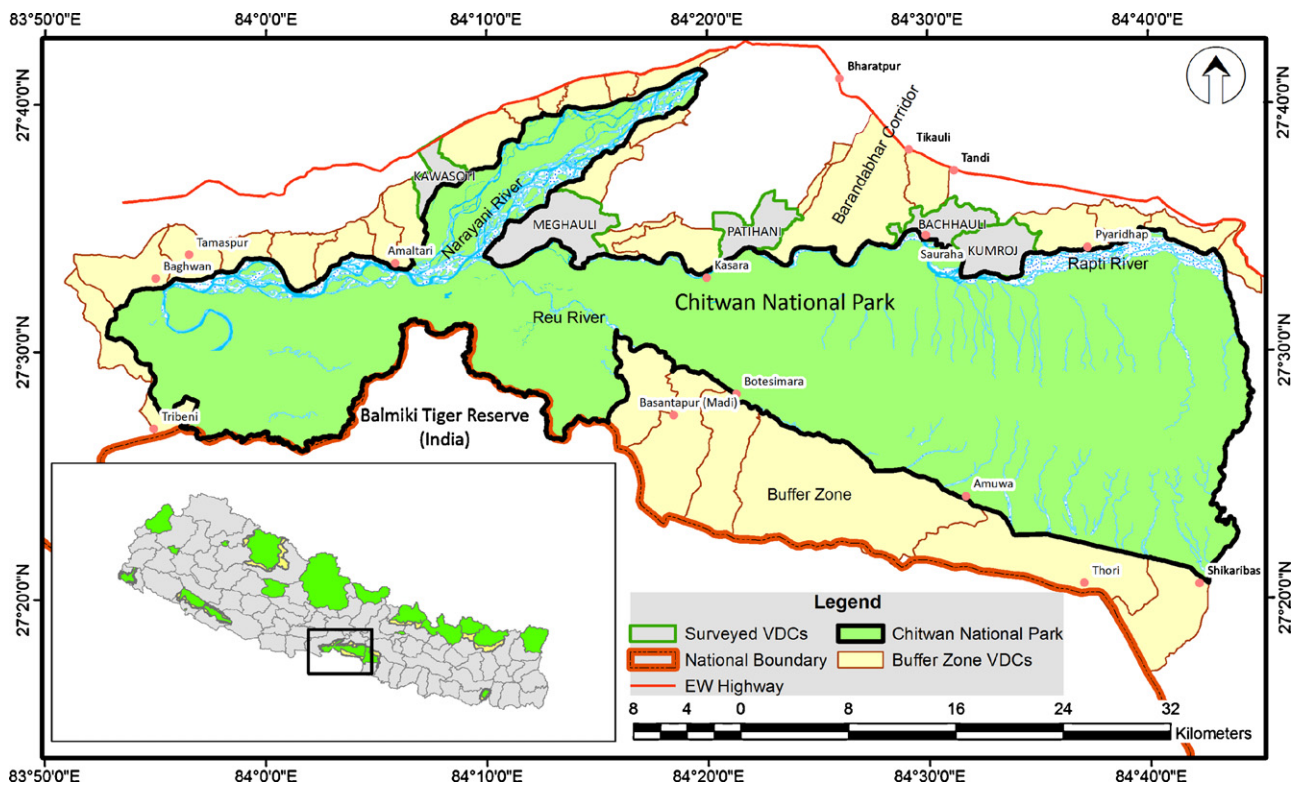 83°50'0"E 84°0'0"E 84°10'0"E 84°20'0"E 84°30'0"E 84°40'0"E
27°40'0"N
27°30'0"N
27°20'0"N
27°40'0"N
27°30'0"N
27°20'0"N
Bharatpur
Tikauli
Tandi
Barandabhar Corridor
KAWASOTI
Narayani River
MEGHAULI
PATIHANI
BACHHAULI
KUMROJ
Sauraha
Pyaridhap
Rapti River
Tamaspur
Baghwan
Amaltari
Kasara
Chitwan National Park
Reu River
Botesimara
Basantapur (Madi)
Balmiki Tiger Reserve
(India)
Tribeni
Buffer Zone
Amuwa
Thori
Shikaribas
Legend
Surveyed VDCs
Chitwan National Park
National Boundary
Buffer Zone VDCs
EW Highway
8 4 0 8 16 24 32
Kilometers
83°50'0"E 84°0'0"E 84°10'0"E 84°20'0"E 84°30'0"E 84°40'0"E